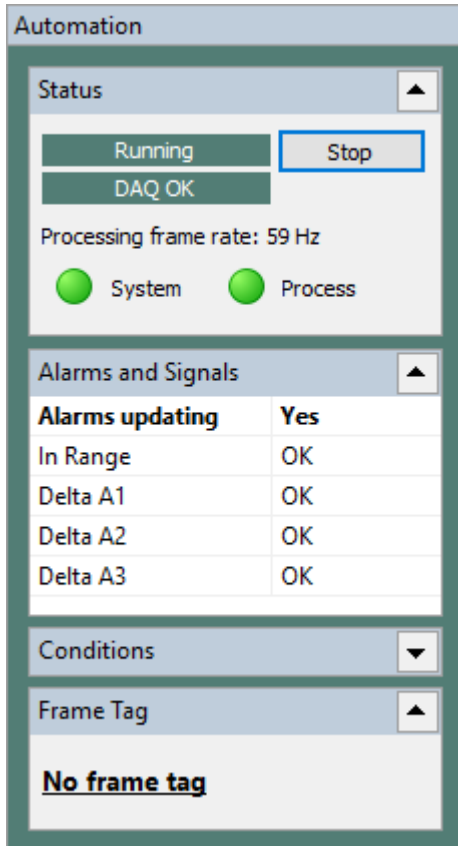 Automation
Status
Running Stop
DAQ OK
Processing frame rate: 59 Hz
System Process
Alarms and Signals
Alarms updating Yes
In Range OK
Delta A1 OK
Delta A2 OK
Delta A3 OK
Conditions
Frame Tag
No frame tag